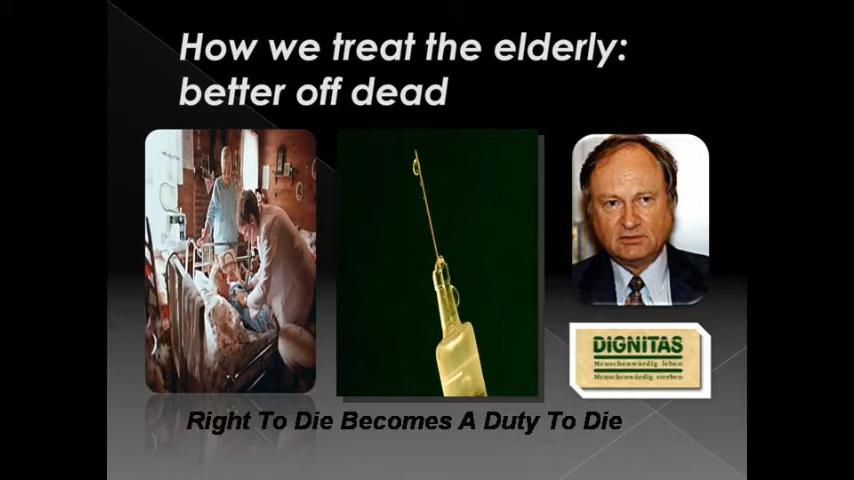 How we treat the elderly:
better off dead
DIGNITAS
Menschenwürdig leben
Menschenwürdig sterben
Right To Die Becomes A Duty To Die